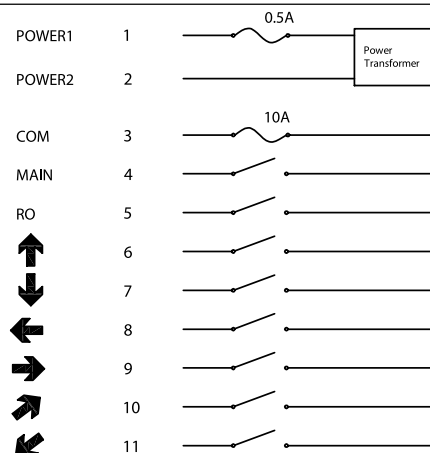 0.5A
POWER1 1
Power
Transformer
POWER2 2
10A
COM 3
MAIN 4
RO 5
6
7
8
9
10
11